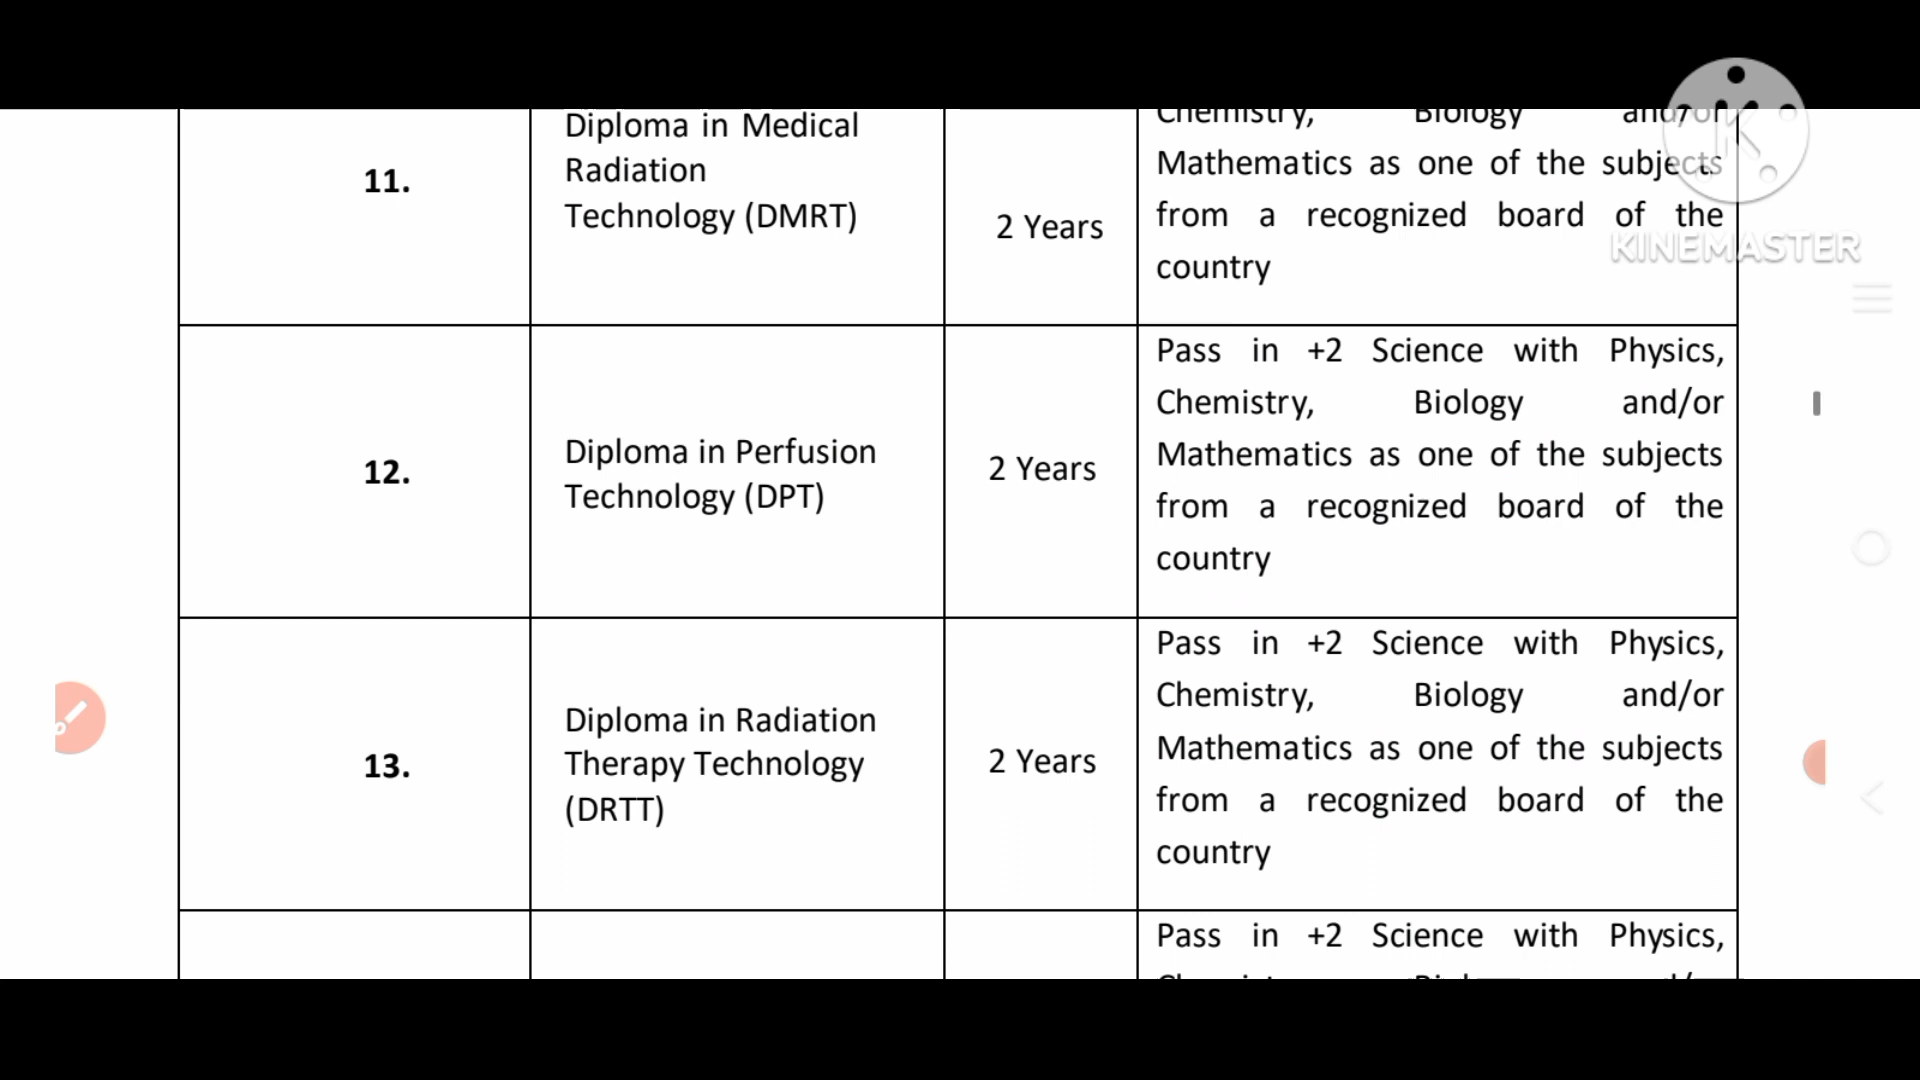 11.
Diploma in Medical
Radiation
Technology (DMRT)
2 Years
Chemistry, Biology and/or
Mathematics as one of the subjects
from a recognized board of the
country
KINEMASTER
12.
Diploma in Perfusion
Technology (DPT)
2 Years
Pass in +2 Science with Physics,
Chemistry, Biology and/or
Mathematics as one of the subjects
from a recognized board of the
country
13.
Diploma in Radiation
Therapy Technology
(DRTT)
2 Years
Pass in +2 Science with Physics,
Chemistry, Biology and/or
Mathematics as one of the subjects
from a recognized board of the
country
Pass in +2 Science with Physics,